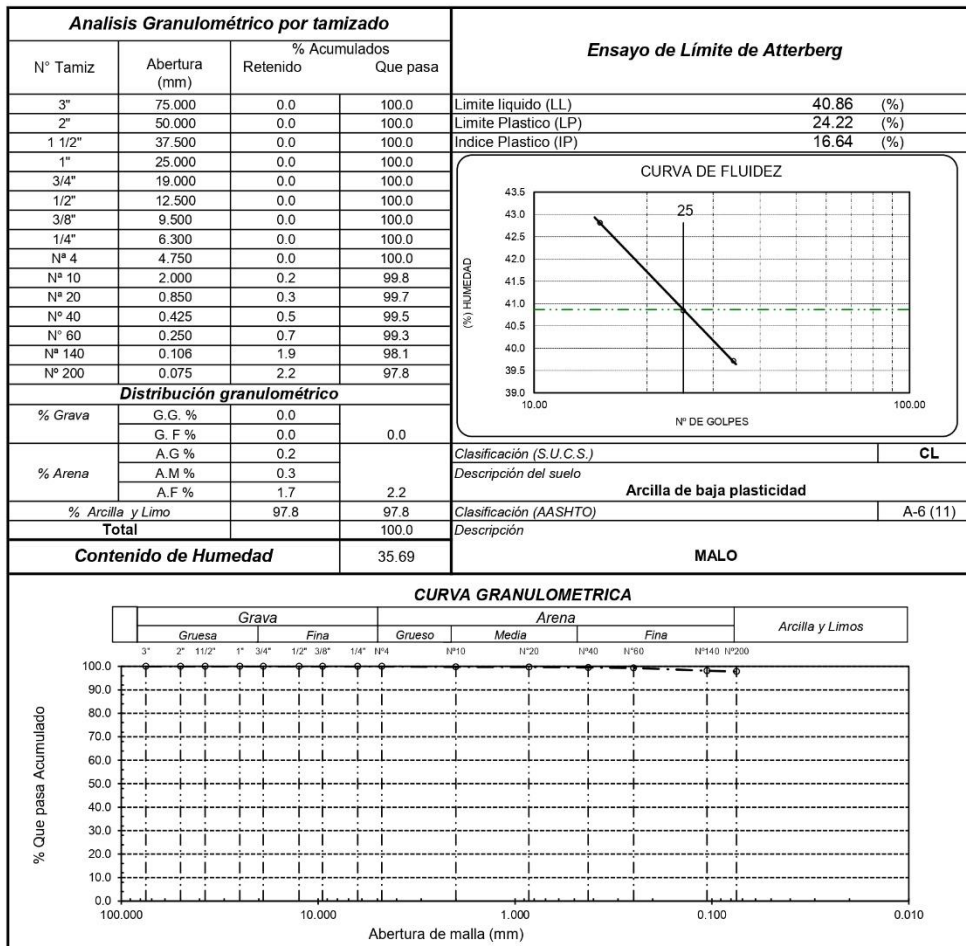 Analisis Granulométrico por tamizado
N° Tamiz Abertura (mm) % Acumulados Retenido Que pasa
3" 75.000 0.0 100.0
2" 50.000 0.0 100.0
1 1/2" 37.500 0.0 100.0
1" 25.000 0.0 100.0
3/4" 19.000 0.0 100.0
1/2" 12.500 0.0 100.0
3/8" 9.500 0.0 100.0
1/4" 6.300 0.0 100.0
Nª 4 4.750 0.0 100.0
Nª 10 2.000 0.2 99.8
Nª 20 0.850 0.3 99.7
Nº 40 0.425 0.5 99.5
N° 60 0.250 0.7 99.3
Nª 140 0.106 1.9 98.1
Nº 200 0.075 2.2 97.8
Distribución granulométrico
% Grava G.G. % 0.0
G. F % 0.0 0.0
% Arena A.G % 0.2
A.M % 0.3
A.F % 1.7 2.2
% Arcilla y Limo 97.8 97.8
Total 100.0
Contenido de Humedad 35.69
Ensayo de Límite de Atterberg
Limite liquido (LL) 40.86 (%)
Limite Plastico (LP) 24.22 (%)
Indice Plastico (IP) 16.64 (%)
CURVA DE FLUIDEZ
25
(%) HUMEDAD
43.5
43.0
42.5
42.0
41.5
41.0
40.5
40.0
39.5
39.0
10.00 100.00
Nº DE GOLPES
Clasificación (S.U.C.S.) CL
Descripción del suelo
Arcilla de baja plasticidad
Clasificación (AASHTO) A-6 (11)
Descripción
MALO
CURVA GRANULOMETRICA
Grava Arena Arcilla y Limos
Gruesa Fina Grueso Media Fina
3" 2" 11/2" 1" 3/4" 1/2" 3/8" 1/4" Nº4 Nº10 Nº20 Nº40 Nº60 Nº140 Nº200
% Que pasa Acumulado
100.0
90.0
80.0
70.0
60.0
50.0
40.0
30.0
20.0
10.0
0.0
100.000 10.000 1.000 0.100 0.010
Abertura de malla (mm)